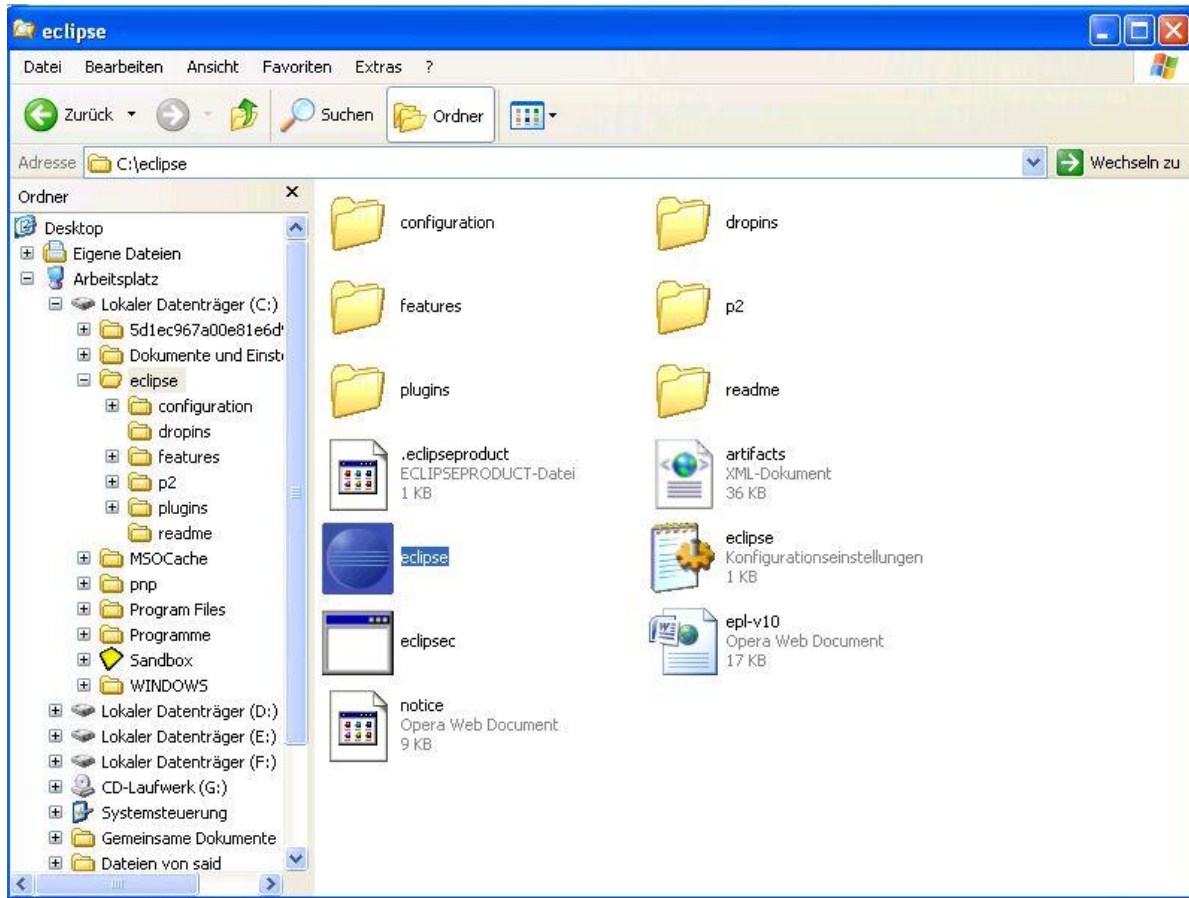 eclipse
Datei Bearbeiten Ansicht Favoriten Extras ?
Zurück Suchen Ordner
Adresse C:\eclipse Wechseln zu
Ordner
Desktop
Eigene Dateien
Arbeitsplatz
Lokaler Datenträger (C:)
5d1ec967a00e81e6d
Dokumente und Einst
eclipse
configuration
dropins
features
p2
plugins
readme
MSOCache
pnp
Program Files
Programme
Sandbox
WINDOWS
Lokaler Datenträger (D:)
Lokaler Datenträger (E:)
Lokaler Datenträger (F:)
CD-Laufwerk (G:)
Systemsteuerung
Gemeinsame Dokumente
Dateien von said
configuration
dropins
features
p2
plugins
readme
.eclipseproduct
ECLIPSEPRODUCT-Datei
1 KB
artifacts
XML-Dokument
36 KB
eclipse
eclipse
Konfigurationseinstellungen
1 KB
eclipsec
epl-v10
Opera Web Document
17 KB
notice
Opera Web Document
9 KB